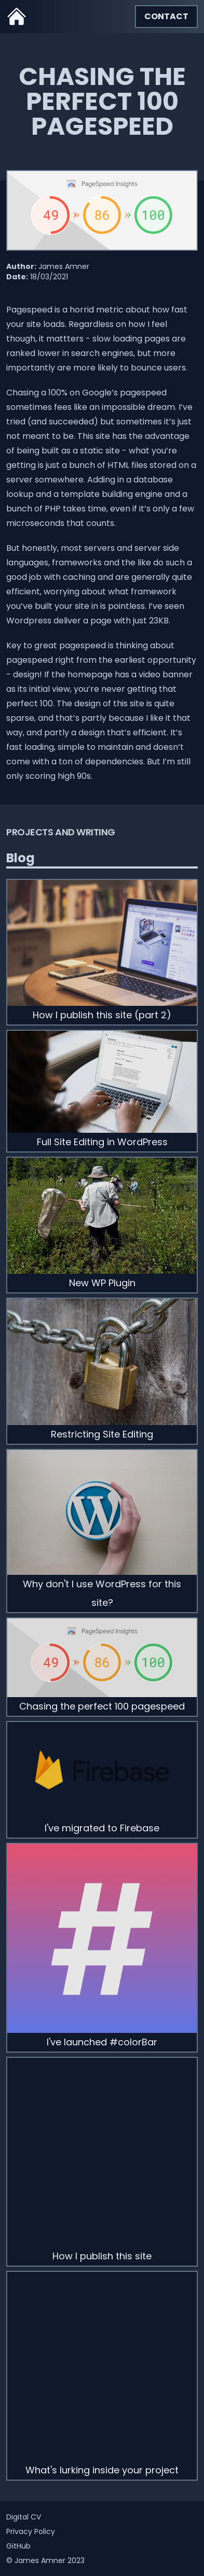 CONTACT
CHASING THE
PERFECT 100
PAGESPEED
PageSpeed Insights
49 » 86 » 100
Author: James Amner
Date: 18/03/2021
Pagespeed is a horrid metric about how fast
your site loads. Regardless on how I feel
though, it mattters - slow loading pages are
ranked lower in search engines, but more
importantly are more likely to bounce users.
Chasing a 100% on Google's pagespeed
sometimes fees like an impossible dream. I've
tried (and succeeded) but sometimes it's just
not meant to be. This site has the advantage
of being built as a static site - what you're
getting is just a bunch of HTML files stored on a
server somewhere. Adding in a database
lookup and a template building engine and a
bunch of PHP takes time, even if it's only a few
microseconds that counts.
But honestly, most servers and server side
languages, frameworks and the like do such a
good job with caching and are generally quite
efficient, worrying about what framework
you've built your site in is pointless. I've seen
Wordpress deliver a page with just 23KB.
Key to great pagespeed is thinking about
pagespeed right from the earliest opportunity
- design! If the homepage has a video banner
as its initial view, you're never getting that
perfect 100. The design of this site is quite
sparse, and that's partly because I like it that
way, and partly a design that's efficient. It's
fast loading, simple to maintain and doesn't
come with a ton of dependencies. But I'm still
only scoring high 90s.
PROJECTS AND WRITING
Blog
How I publish this site (part 2)
Full Site Editing in WordPress
New WP Plugin
Restricting Site Editing
Why don't I use WordPress for this
site?
PageSpeed Insights
49 » 86 » 100
Chasing the perfect 100 pagespeed
Firebase
I've migrated to Firebase
#
I've launched #colorBar
How I publish this site
What's lurking inside your project
Digital CV
Privacy Policy
GitHub
© James Amner 2023